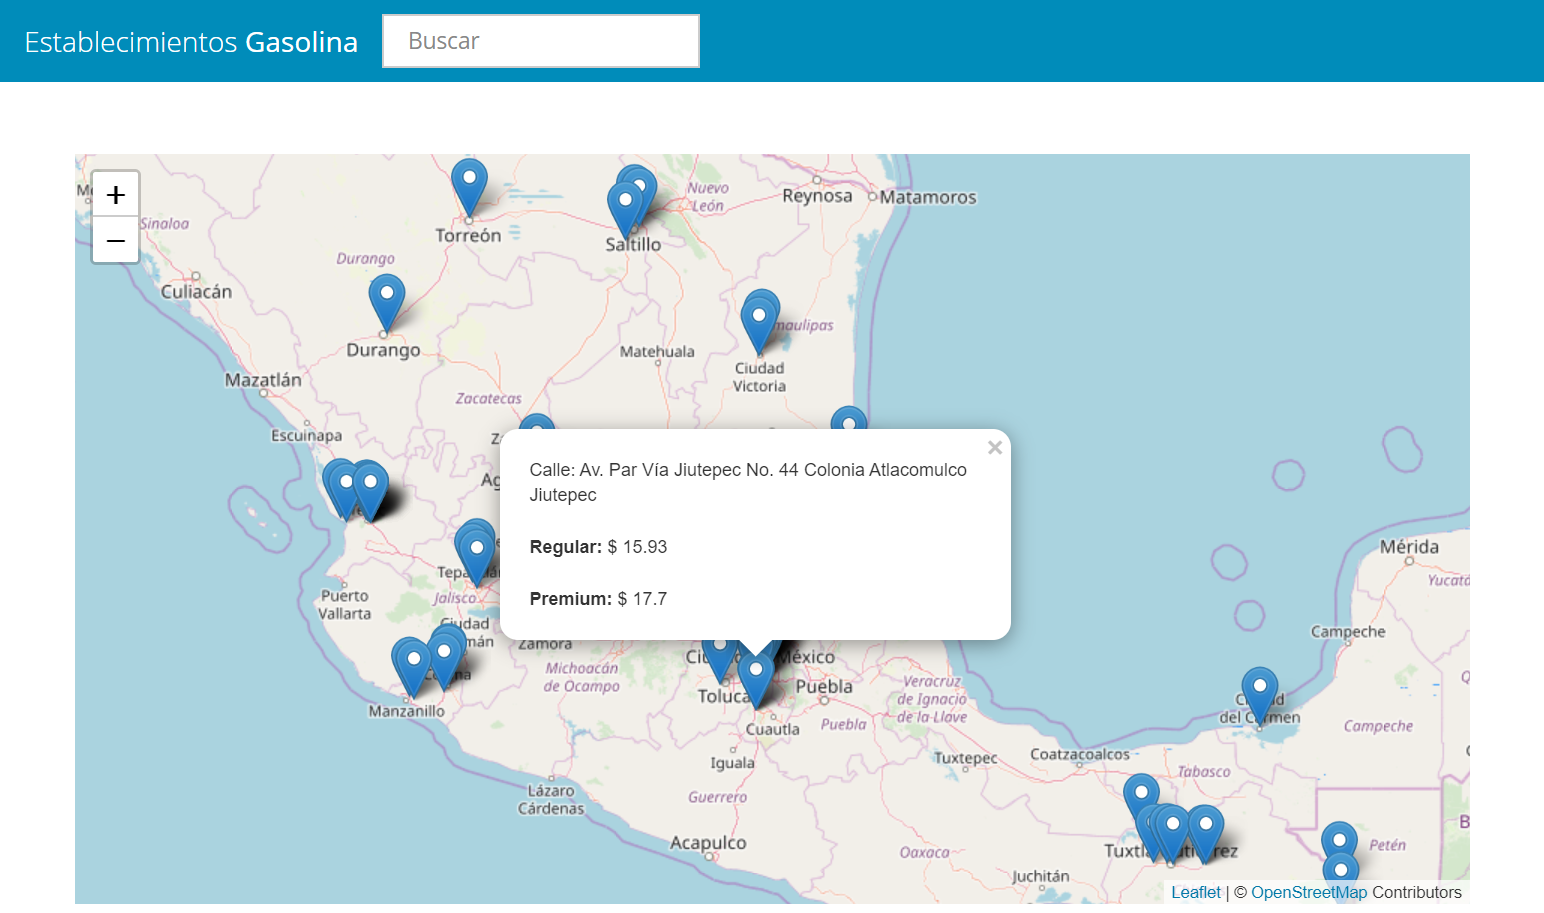 Establecimientos Gasolina
Buscar
+
−
Sinaloa
Torreón
Saltillo
Nuevo
León
Reynosa
Matamoros
Durango
Culiacán
Durango
Matehuala
Ciudad
Victoria
Mazatlán
Zacatecas
Escuinapa
×
Calle: Av. Par Vía Jiutepec No. 44 Colonia Atlacomulco
Jiutepec
Regular: $ 15.93
Premium: $ 17.7
Mérida
Jalisco
Puerto
Vallarta
Ciudad
Zamora
Michoacán
de Ocampo
Manzanillo
México
Toluca
Puebla
Cuautla
Puebla
Veracruz
de Ignacio
de la Llave
Campeche
del Carmen
Campeche
Iguala
Tuxtepec
Coatzacoalcos
Tabasco
Lázaro
Cárdenas
Guerrero
Acapulco
Oaxaca
Petén
Juchitán
Leaflet | © OpenStreetMap Contributors